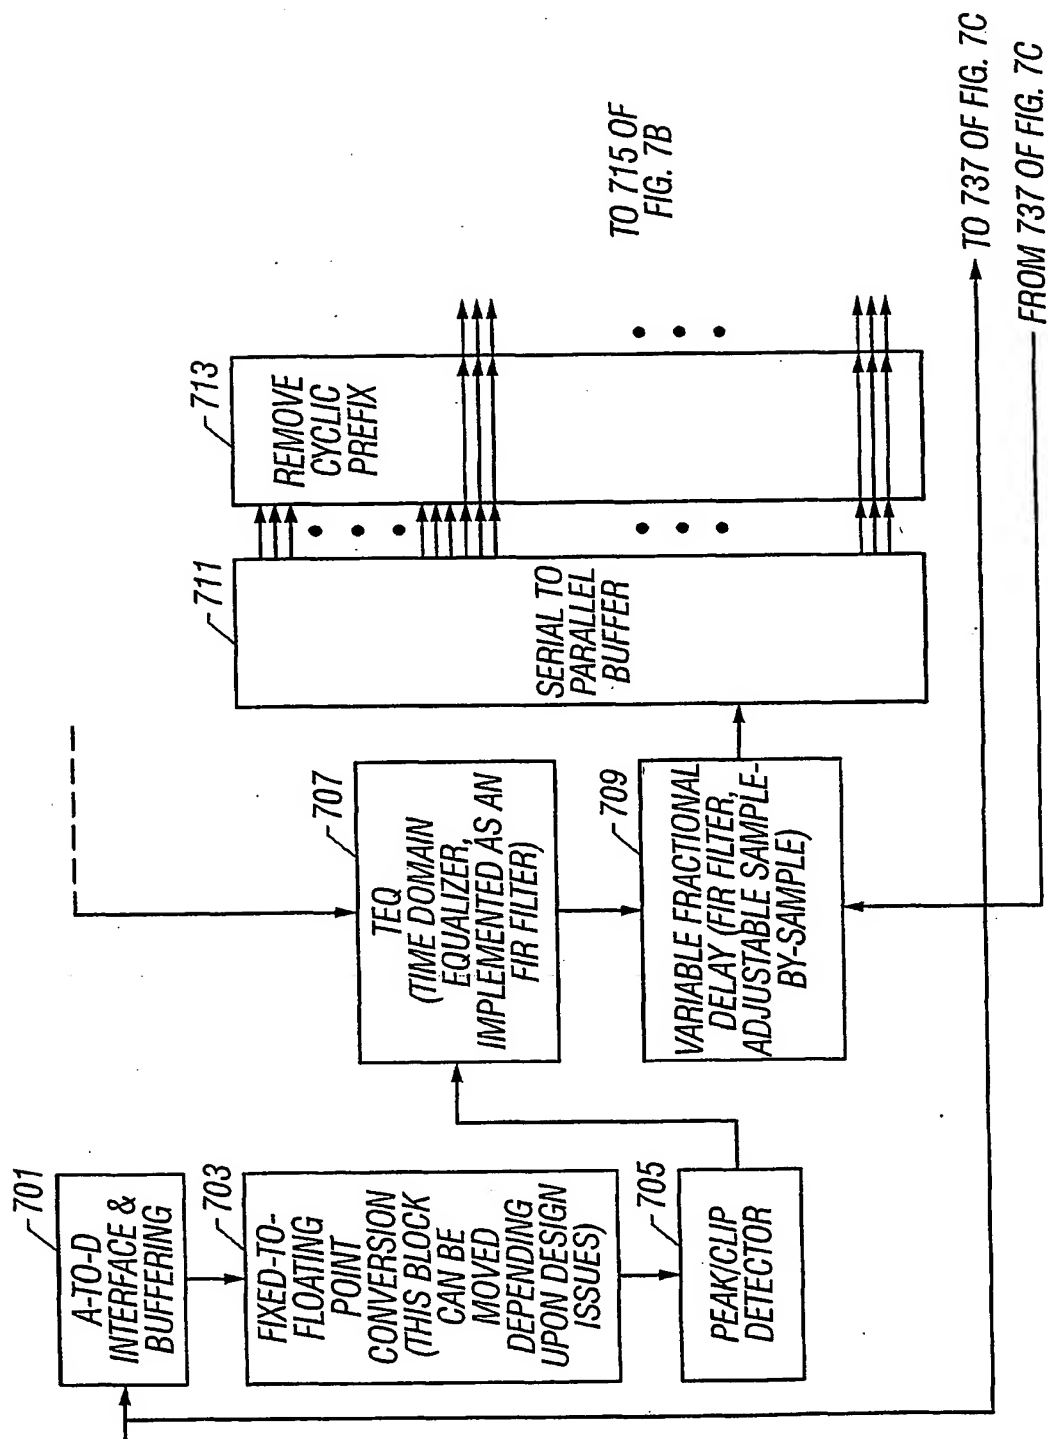 701
A-TO-D
INTERFACE &
BUFFERING
703
FIXED-TO-
FLOATING
POINT
CONVERSION
(THIS BLOCK
CAN BE
MOVED
DEPENDING
UPON DESIGN
ISSUES)
705
PEAK/CLIP
DETECTOR
707
TEQ
(TIME DOMAIN
EQUALIZER,
IMPLEMENTED AS AN
FIR FILTER)
709
VARIABLE FRACTIONAL
DELAY (FIR FILTER,
ADJUSTABLE SAMPLE-
BY-SAMPLE)
711
SERIAL TO
PARALLEL
BUFFER
713
REMOVE
CYCLIC
PREFIX
TO 715 OF
FIG. 7B
TO 737 OF FIG. 7C
FROM 737 OF FIG. 7C